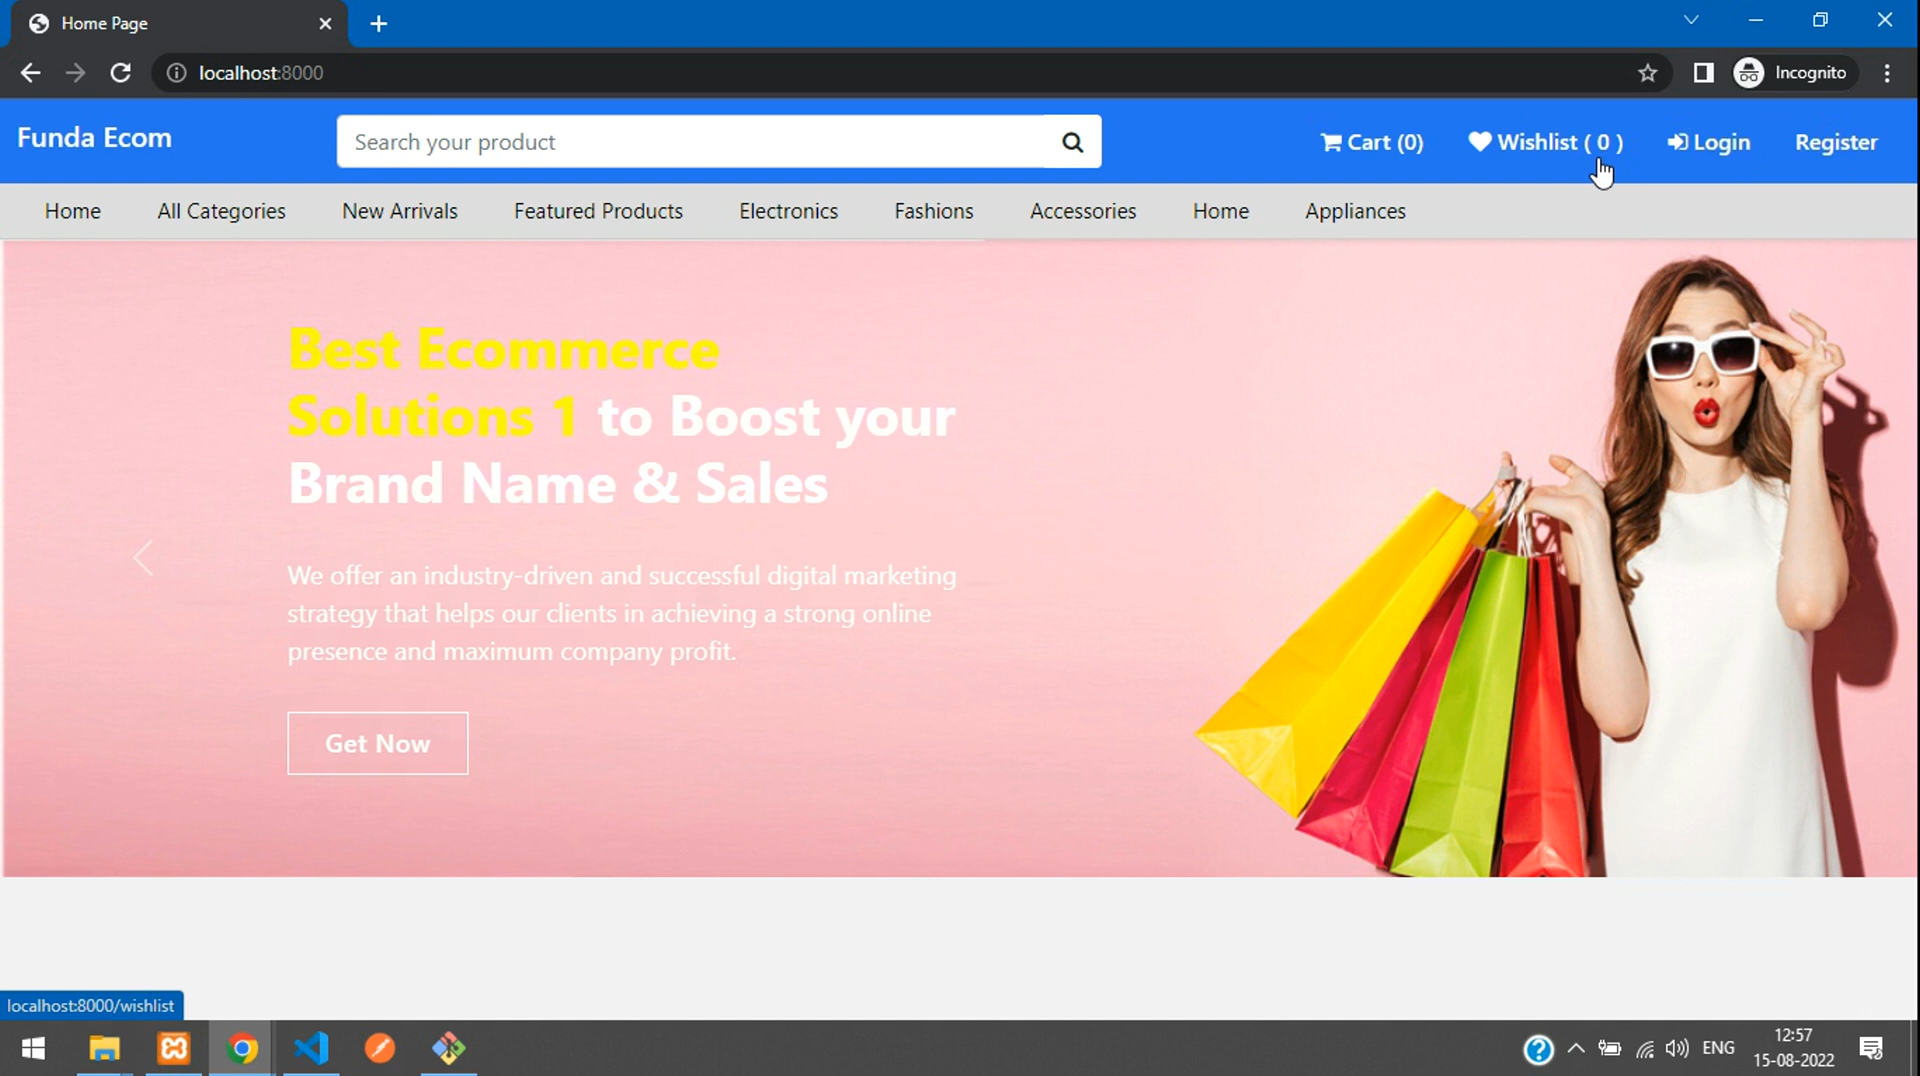 Home Page
localhost:8000
Incognito
Funda Ecom
Search your product
Cart (0)
Wishlist ( 0 )
Login
Register
Home
All Categories
New Arrivals
Featured Products
Electronics
Fashions
Accessories
Home
Appliances
Best Ecommerce
Solutions 1 to Boost your
Brand Name & Sales
We offer an industry-driven and successful digital marketing
strategy that helps our clients in achieving a strong online
presence and maximum company profit.
Get Now
localhost:8000/wishlist
ENG
12:57
15-08-2022